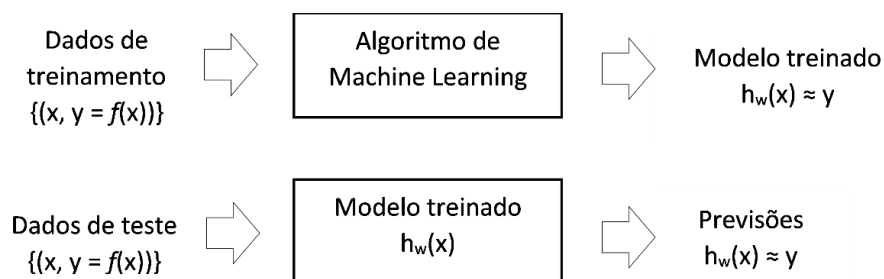 Dados de
treinamento
{(x, y = f(x))}
Algoritmo de
Machine Learning
Modelo treinado
hw(x) ≈ y
Dados de teste
{(x, y = f(x))}
Modelo treinado
hw(x)
Previsões
hw(x) ≈ y